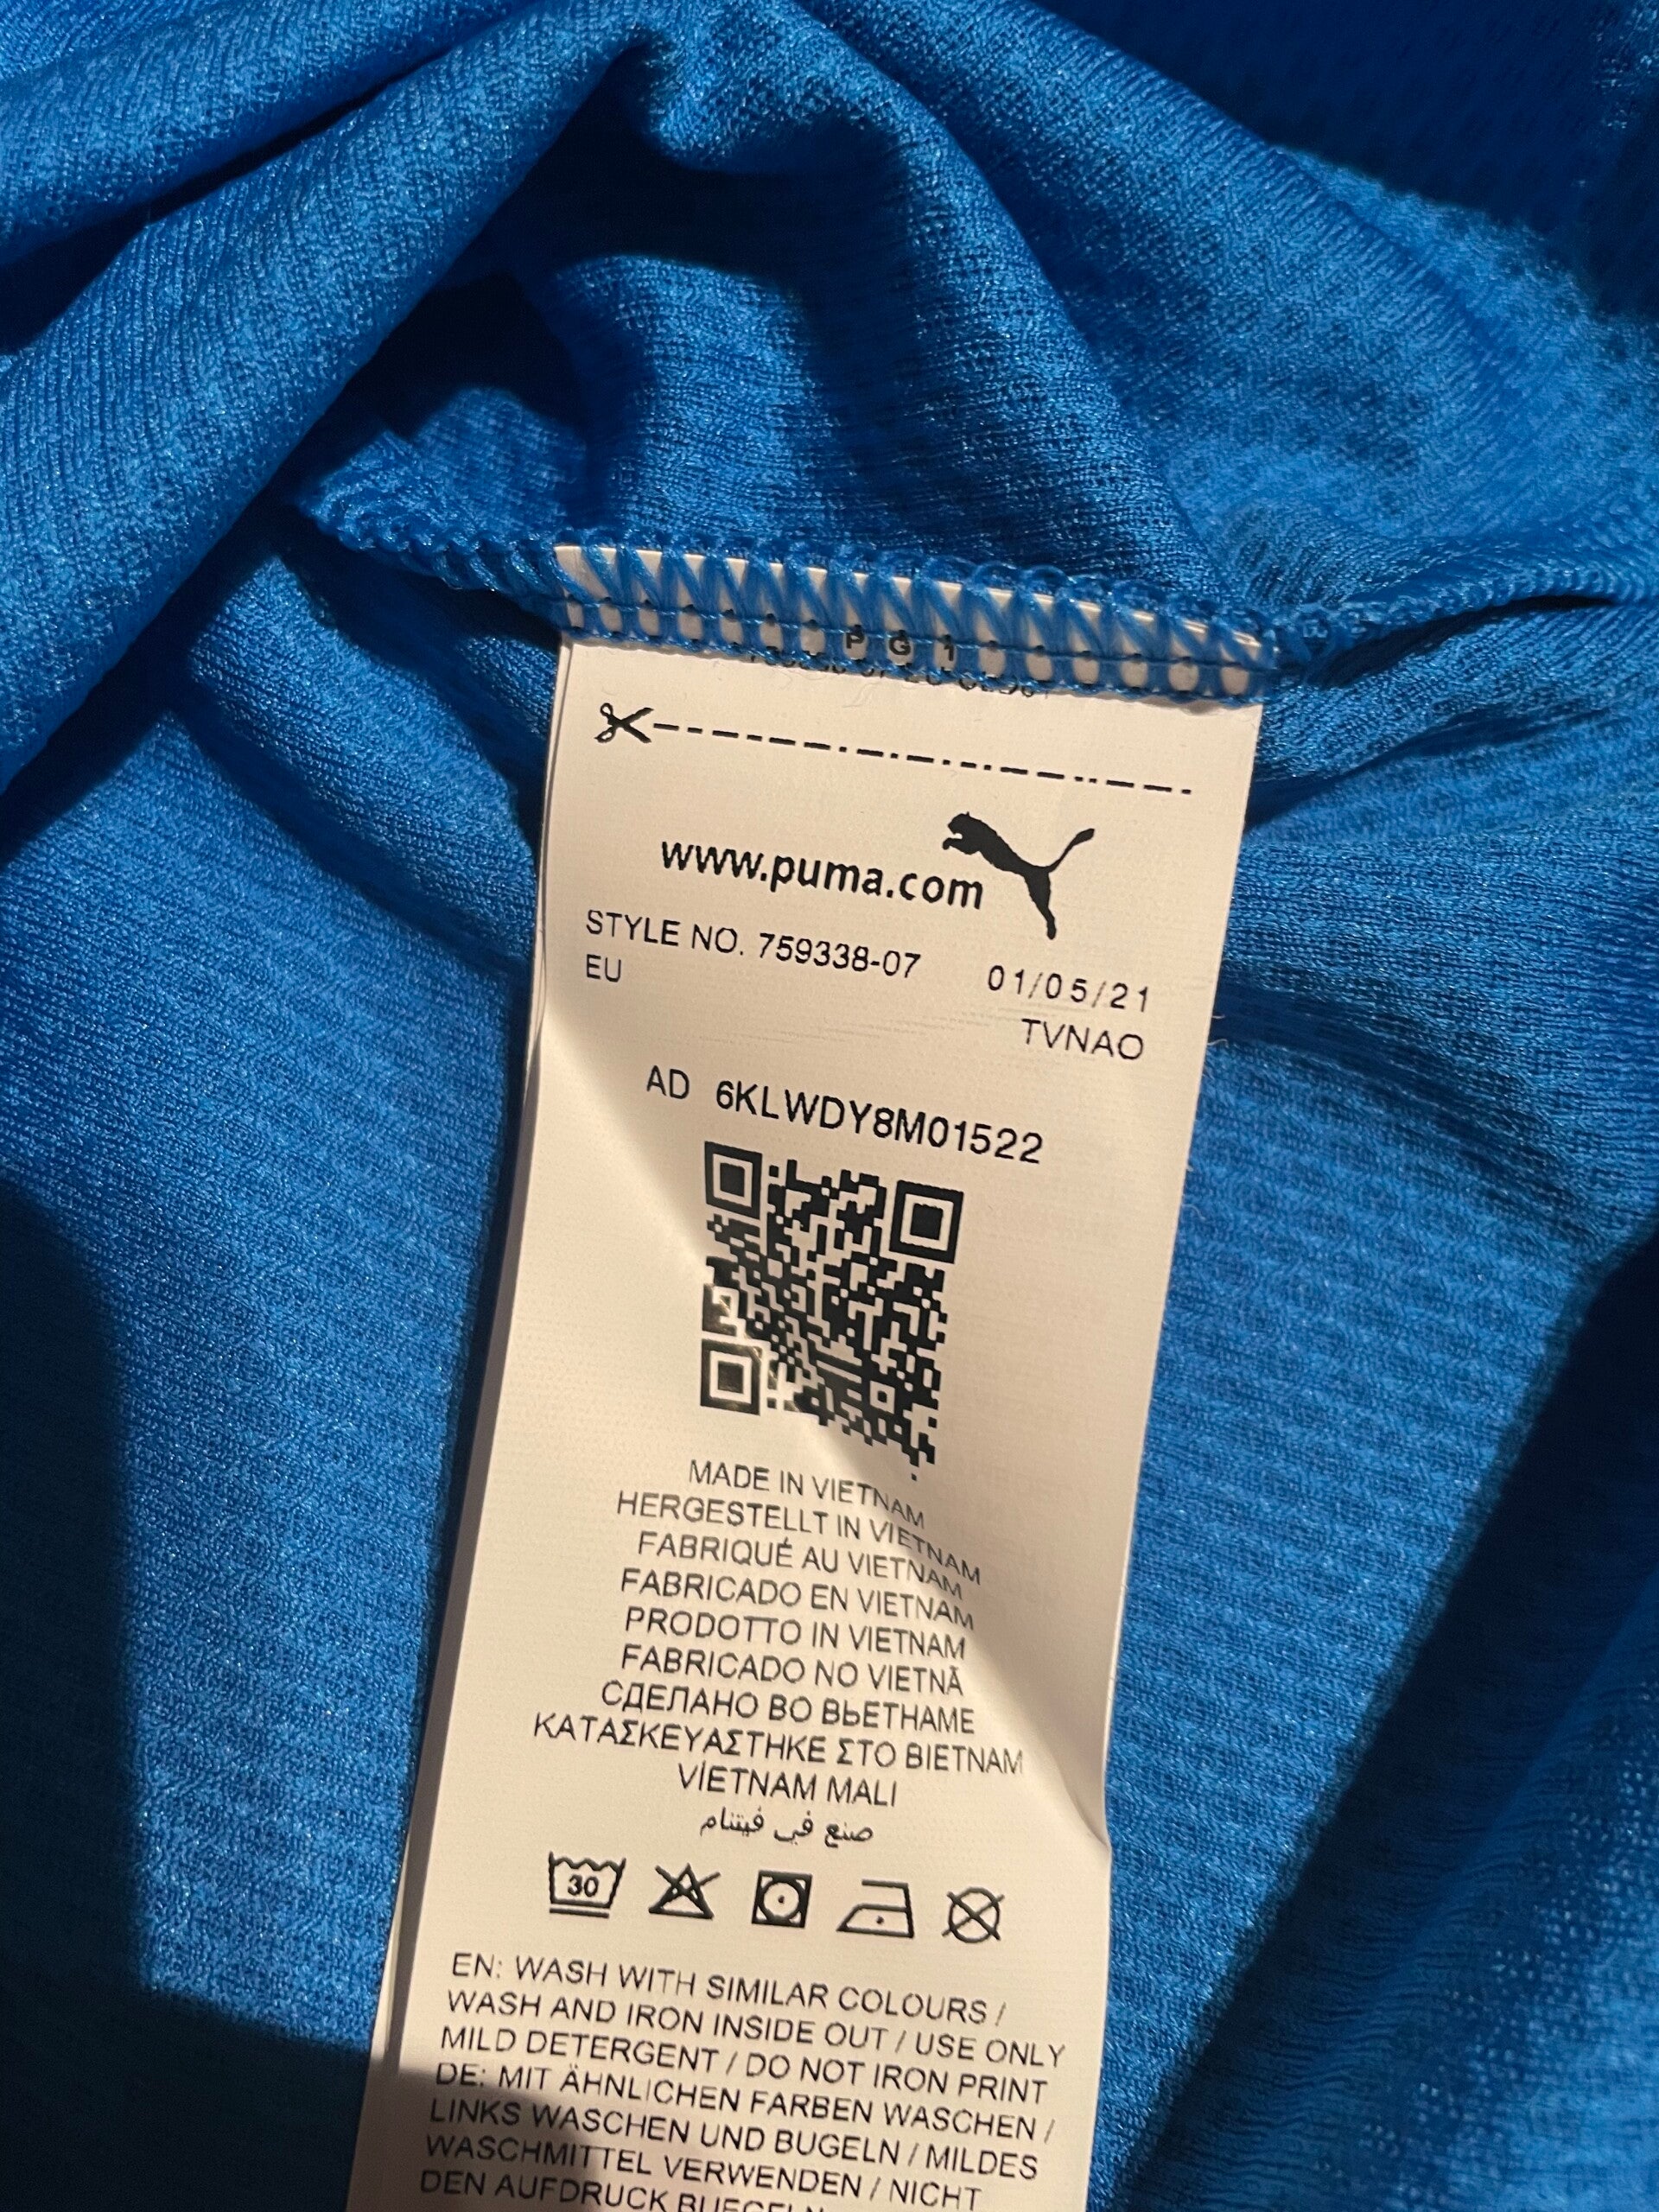 PG1
www.puma.com
STYLE NO. 759338-07 01/05/21
EU TVNAO
AD 6KLWDY8M01522
MADE IN VIETNAM
HERGESTELLT IN VIETNAM
FABRIQUÉ AU VIETNAM
FABRICADO EN VIETNAM
PRODOTTO IN VIETNAM
FABRICADO NO VIETNÃ
СДЕЛАНО ВО ВЬЕТНАМЕ
ΚΑΤΑΣΚΕΥΑΣΤΗΚΕ ΣΤΟ ΒΙΕΤΝΑΜ
VİETNAM MALI
صنع في فيتنام
30
EN: WASH WITH SIMILAR COLOURS /
WASH AND IRON INSIDE OUT / USE ONLY
MILD DETERGENT / DO NOT IRON PRINT
DE: MIT ÄHNLICHEN FARBEN WASCHEN /
LINKS WASCHEN UND BUGELN / MILDES
WASCHMITTEL VERWENDEN / NICHT
DEN AUFDRUCK